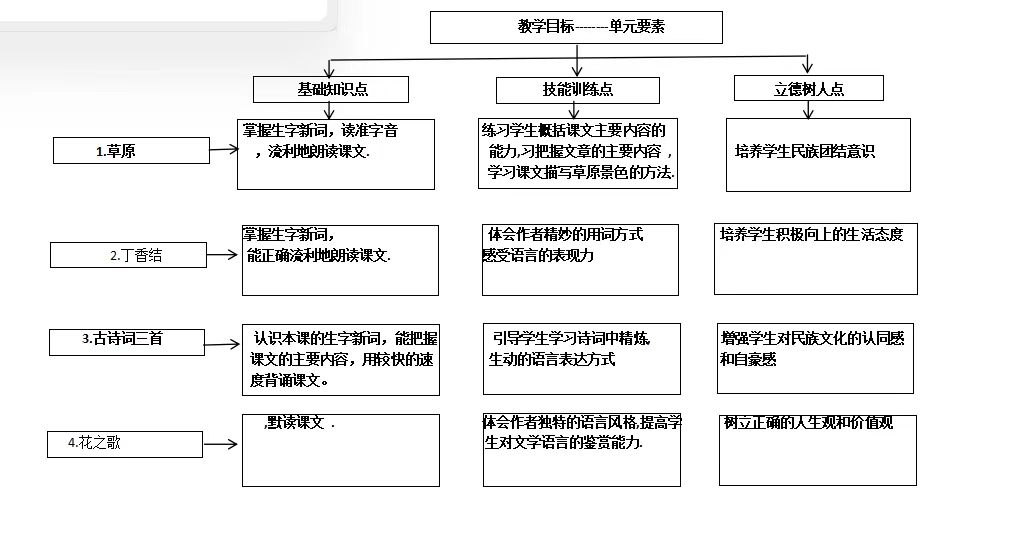 教学目标--------单元要素
基础知识点
技能训练点
立德树人点
1.草原
掌握生字新词，读准字音
，流利地朗读课文.
练习学生概括课文主要内容的
能力,习把握文章的主要内容 ,
学习课文描写草原景色的方法.
培养学生民族团结意识
2.丁香结
掌握生字新词，
能正确流利地朗读课文.
体会作者精妙的用词方式
感受语言的表现力
培养学生积极向上的生活态度
3.古诗词三首
认识本课的生字新词，能把握
课文的主要内容，用较快的速
度背诵课文。
引导学生学习诗词中精炼,
生动的语言表达方式
增强学生对民族文化的认同感
和自豪感
4.花之歌
,默读课文 .
体会作者独特的语言风格,提高学
生对文学语言的鉴赏能力.
树立正确的人生观和价值观